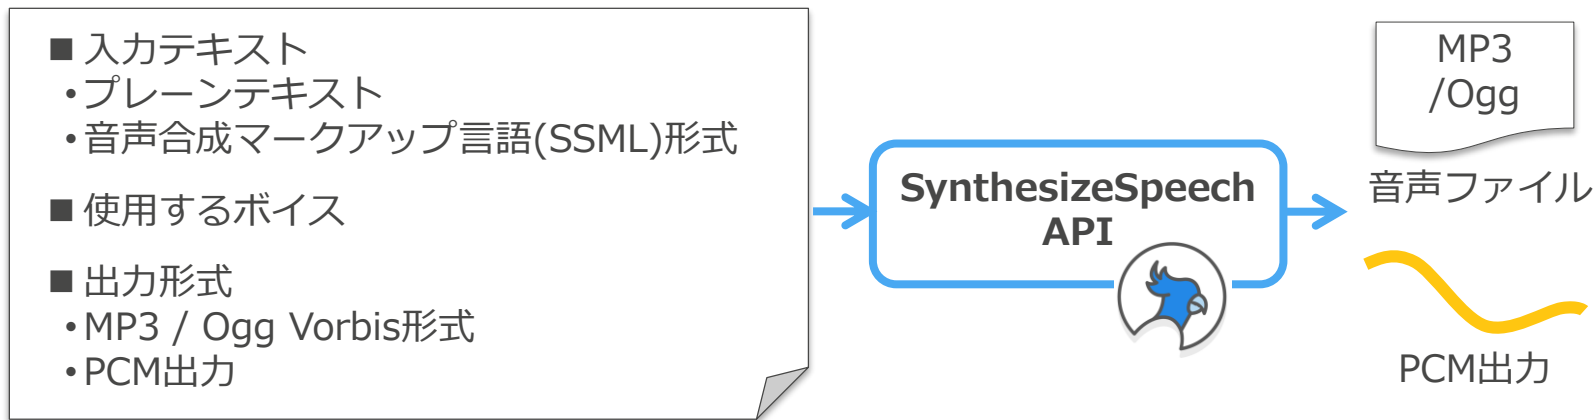 ■ 入力テキスト
•プレーンテキスト
•音声合成マークアップ言語(SSML)形式
■ 使用するボイス
■ 出力形式
•MP3 / Ogg Vorbis形式
•PCM出力
SynthesizeSpeech
API
MP3
/Ogg
音声ファイル
PCM出力